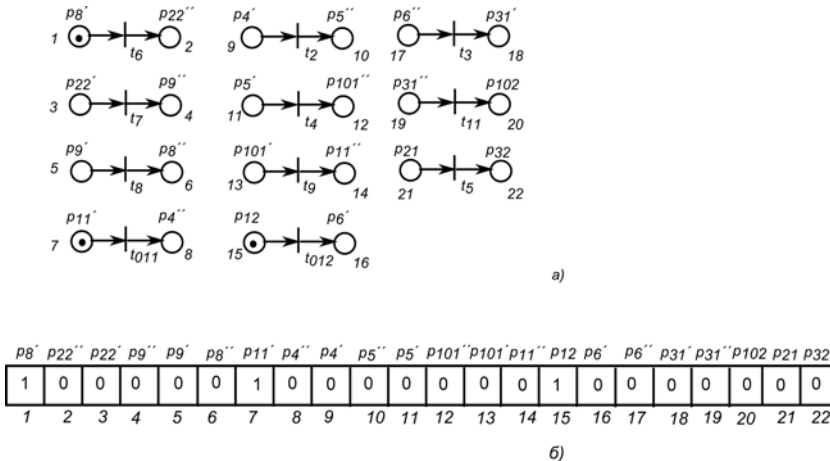 p8′ p22″ p4′ p5″ p6″ p31′
1 t6 2 9 t2 10 17 t3 18
p22′ p9″ p5′ p101″ p31″ p102
3 t7 4 11 t4 12 19 t11 20
p9′ p8″ p101′ p11″ p21 p32
5 t8 6 13 t9 14 21 t5 22
p11′ p4″ p12 p6′
7 t011 8 15 t012 16
а)
p8′ p22″ p22′ p9″ p9′ p8″ p11′ p4″ p4′ p5″ p5′ p101″ p101′ p11″ p12 p6′ p6″ p31′ p31″ p102 p21 p32
1 0 0 0 0 0 1 0 0 0 0 0 0 0 1 0 0 0 0 0 0 0
1 2 3 4 5 6 7 8 9 10 11 12 13 14 15 16 17 18 19 20 21 22
б)